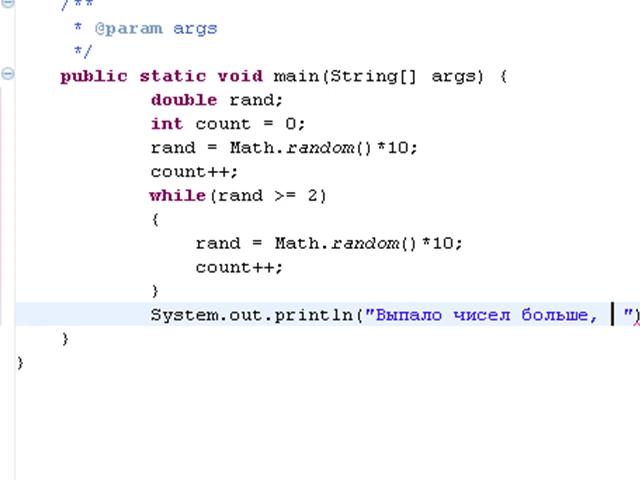 /**
* @param args
*/
public static void main(String[] args) {
double rand;
int count = 0;
rand = Math.random()*10;
count++;
while(rand >= 2)
{
rand = Math.random()*10;
count++;
}
System.out.println("Выпало чисел больше, ")
}
}